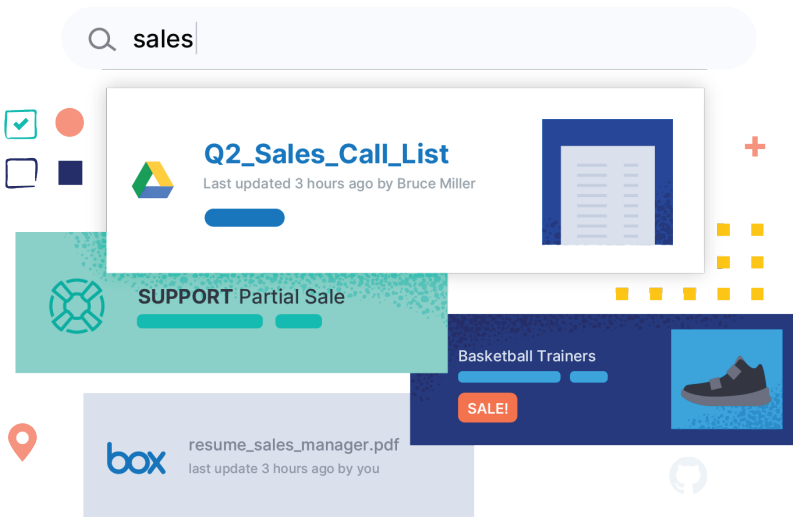 sales
Q2_Sales_Call_List
Last updated 3 hours ago by Bruce Miller
SUPPORT Partial Sale
Basketball Trainers
SALE!
box
resume_sales_manager.pdf
last update 3 hours ago by you